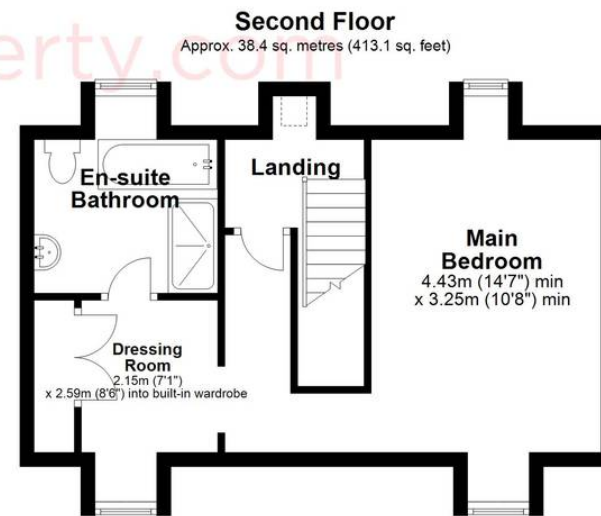 Second Floor
Approx. 38.4 sq. metres (413.1 sq. feet)
erty.com
En-suite
Bathroom
Landing
Main
Bedroom
4.43m (14'7") min
x 3.25m (10'8") min
Dressing
Room
2.15m (7'1")
x 2.59m (8'6") into built-in wardrobe